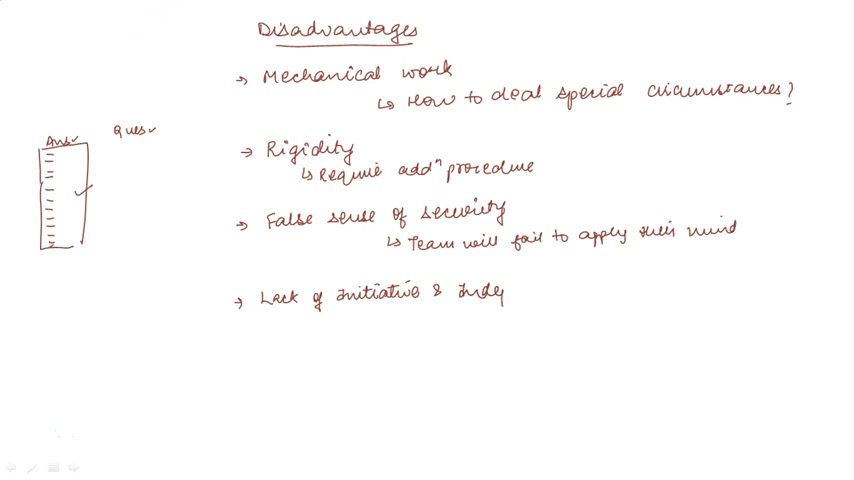 Disadvantages
→ Mechanical work
↳ How to deal special circumstances?
Ans✓
Ques✓
→ Rigidity
↳ Require addⁿ procedure
→ False sense of security
↳ Team will fail to apply their mind
→ Lack of Initiative & Indep